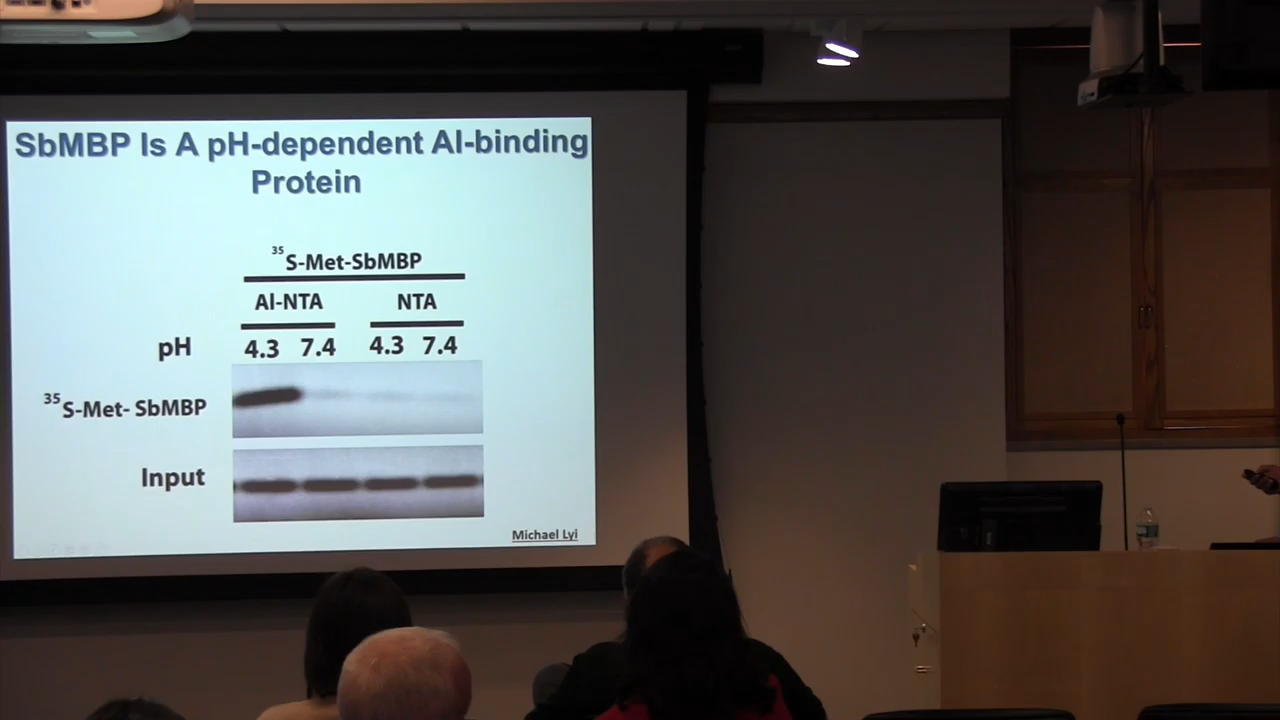 SbMBP Is A pH-dependent Al-binding
Protein
35S-Met-SbMBP
Al-NTA NTA
pH 4.3 7.4 4.3 7.4
35S-Met- SbMBP
Input
Michael Lyi